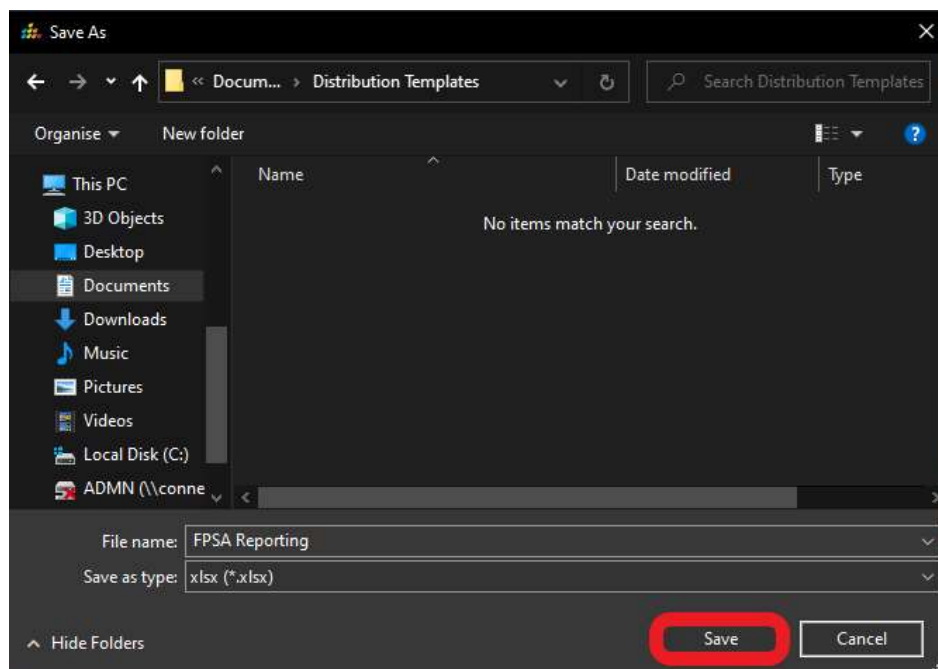 Save As
« Docum... › Distribution Templates
Search Distribution Templates
Organise
New folder
Name
Date modified
Type
No items match your search.
This PC
3D Objects
Desktop
Documents
Downloads
Music
Pictures
Videos
Local Disk (C:)
ADMN (\\conne
File name: FPSA Reporting
Save as type: xlsx (*.xlsx)
Hide Folders
Save
Cancel